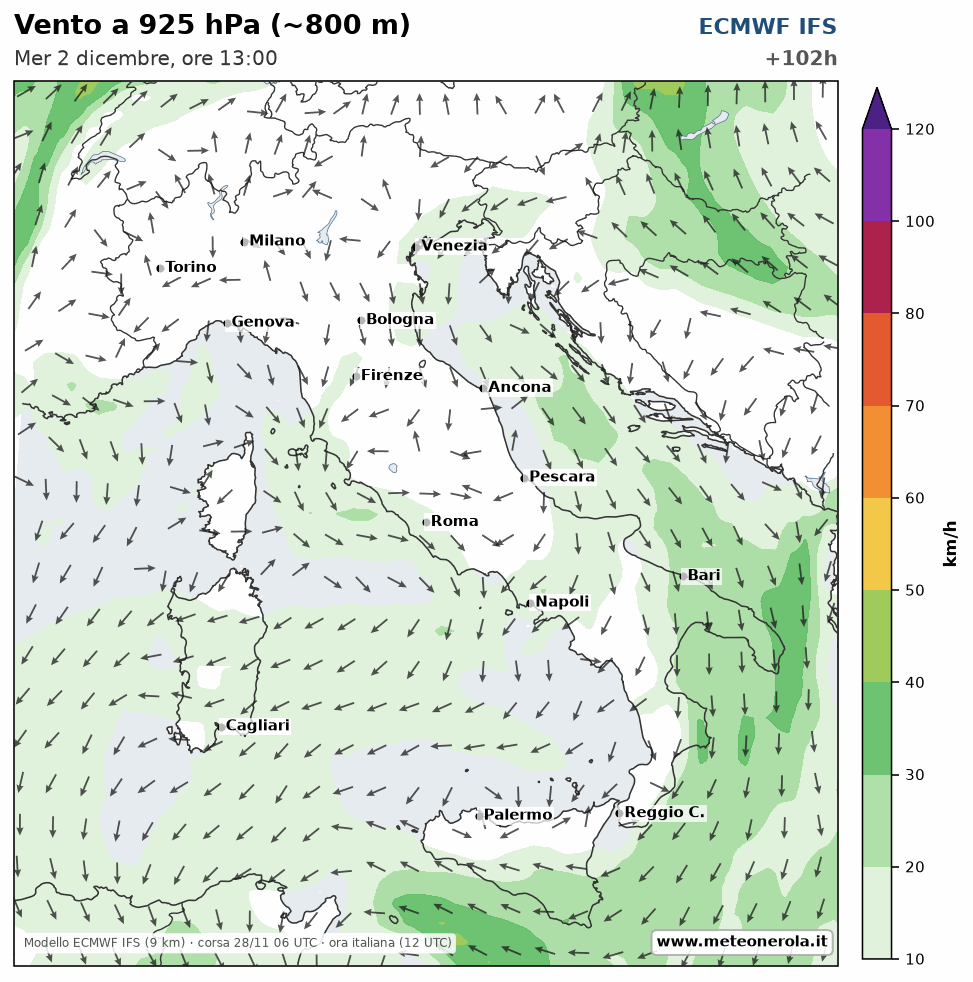 Vento a 925 hPa (~800 m)
ECMWF IFS
Mer 2 dicembre, ore 13:00
+102h
Milano
Venezia
Torino
Genova
Bologna
Firenze
Ancona
Pescara
Roma
Bari
Napoli
Cagliari
Palermo
Reggio C.
120
100
80
70
60
50
40
30
20
10
km/h
Modello ECMWF IFS (9 km) · corsa 28/11 06 UTC · ora italiana (12 UTC)
www.meteonerola.it